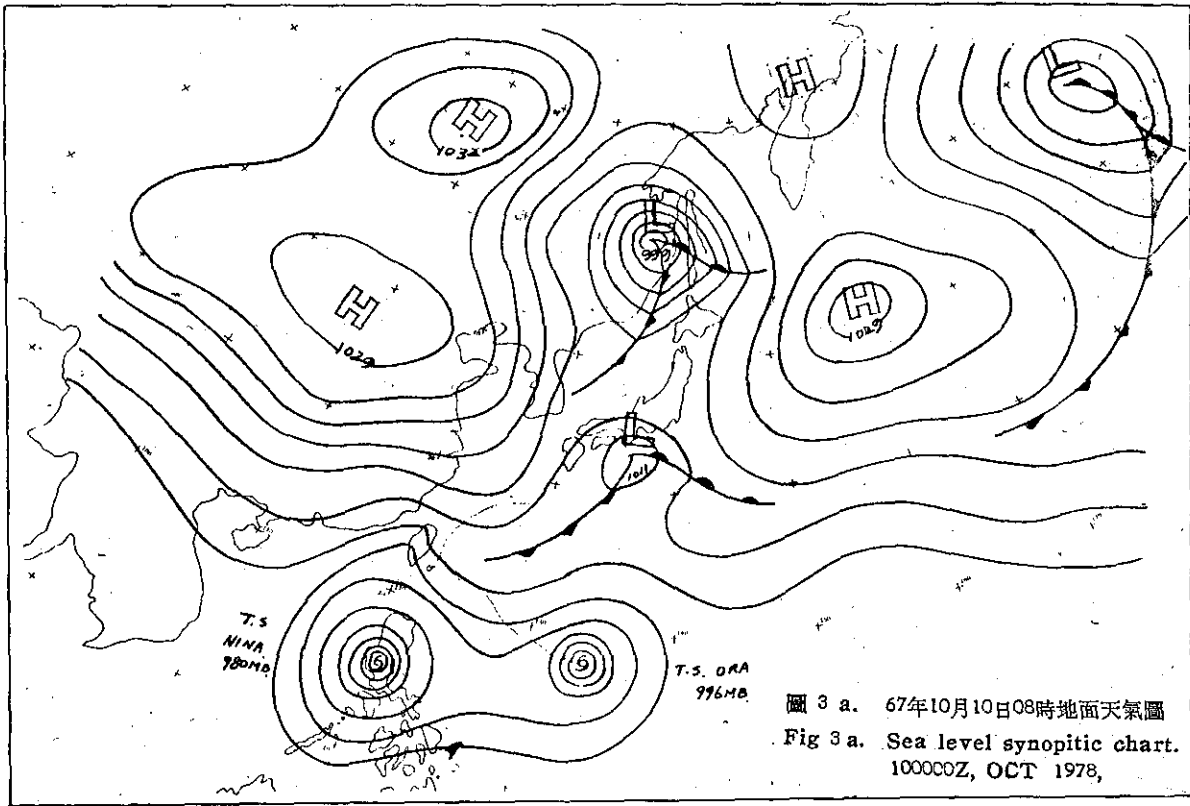 H
L
H
1032
L
999
H
1029
H
1029
L
1011
T.S
NINA
980MB
T.S. ORA
996MB
圖 3 a. 67年10月10日08時地面天氣圖
Fig 3 a. Sea level synopitic chart.
100000Z, OCT 1978,